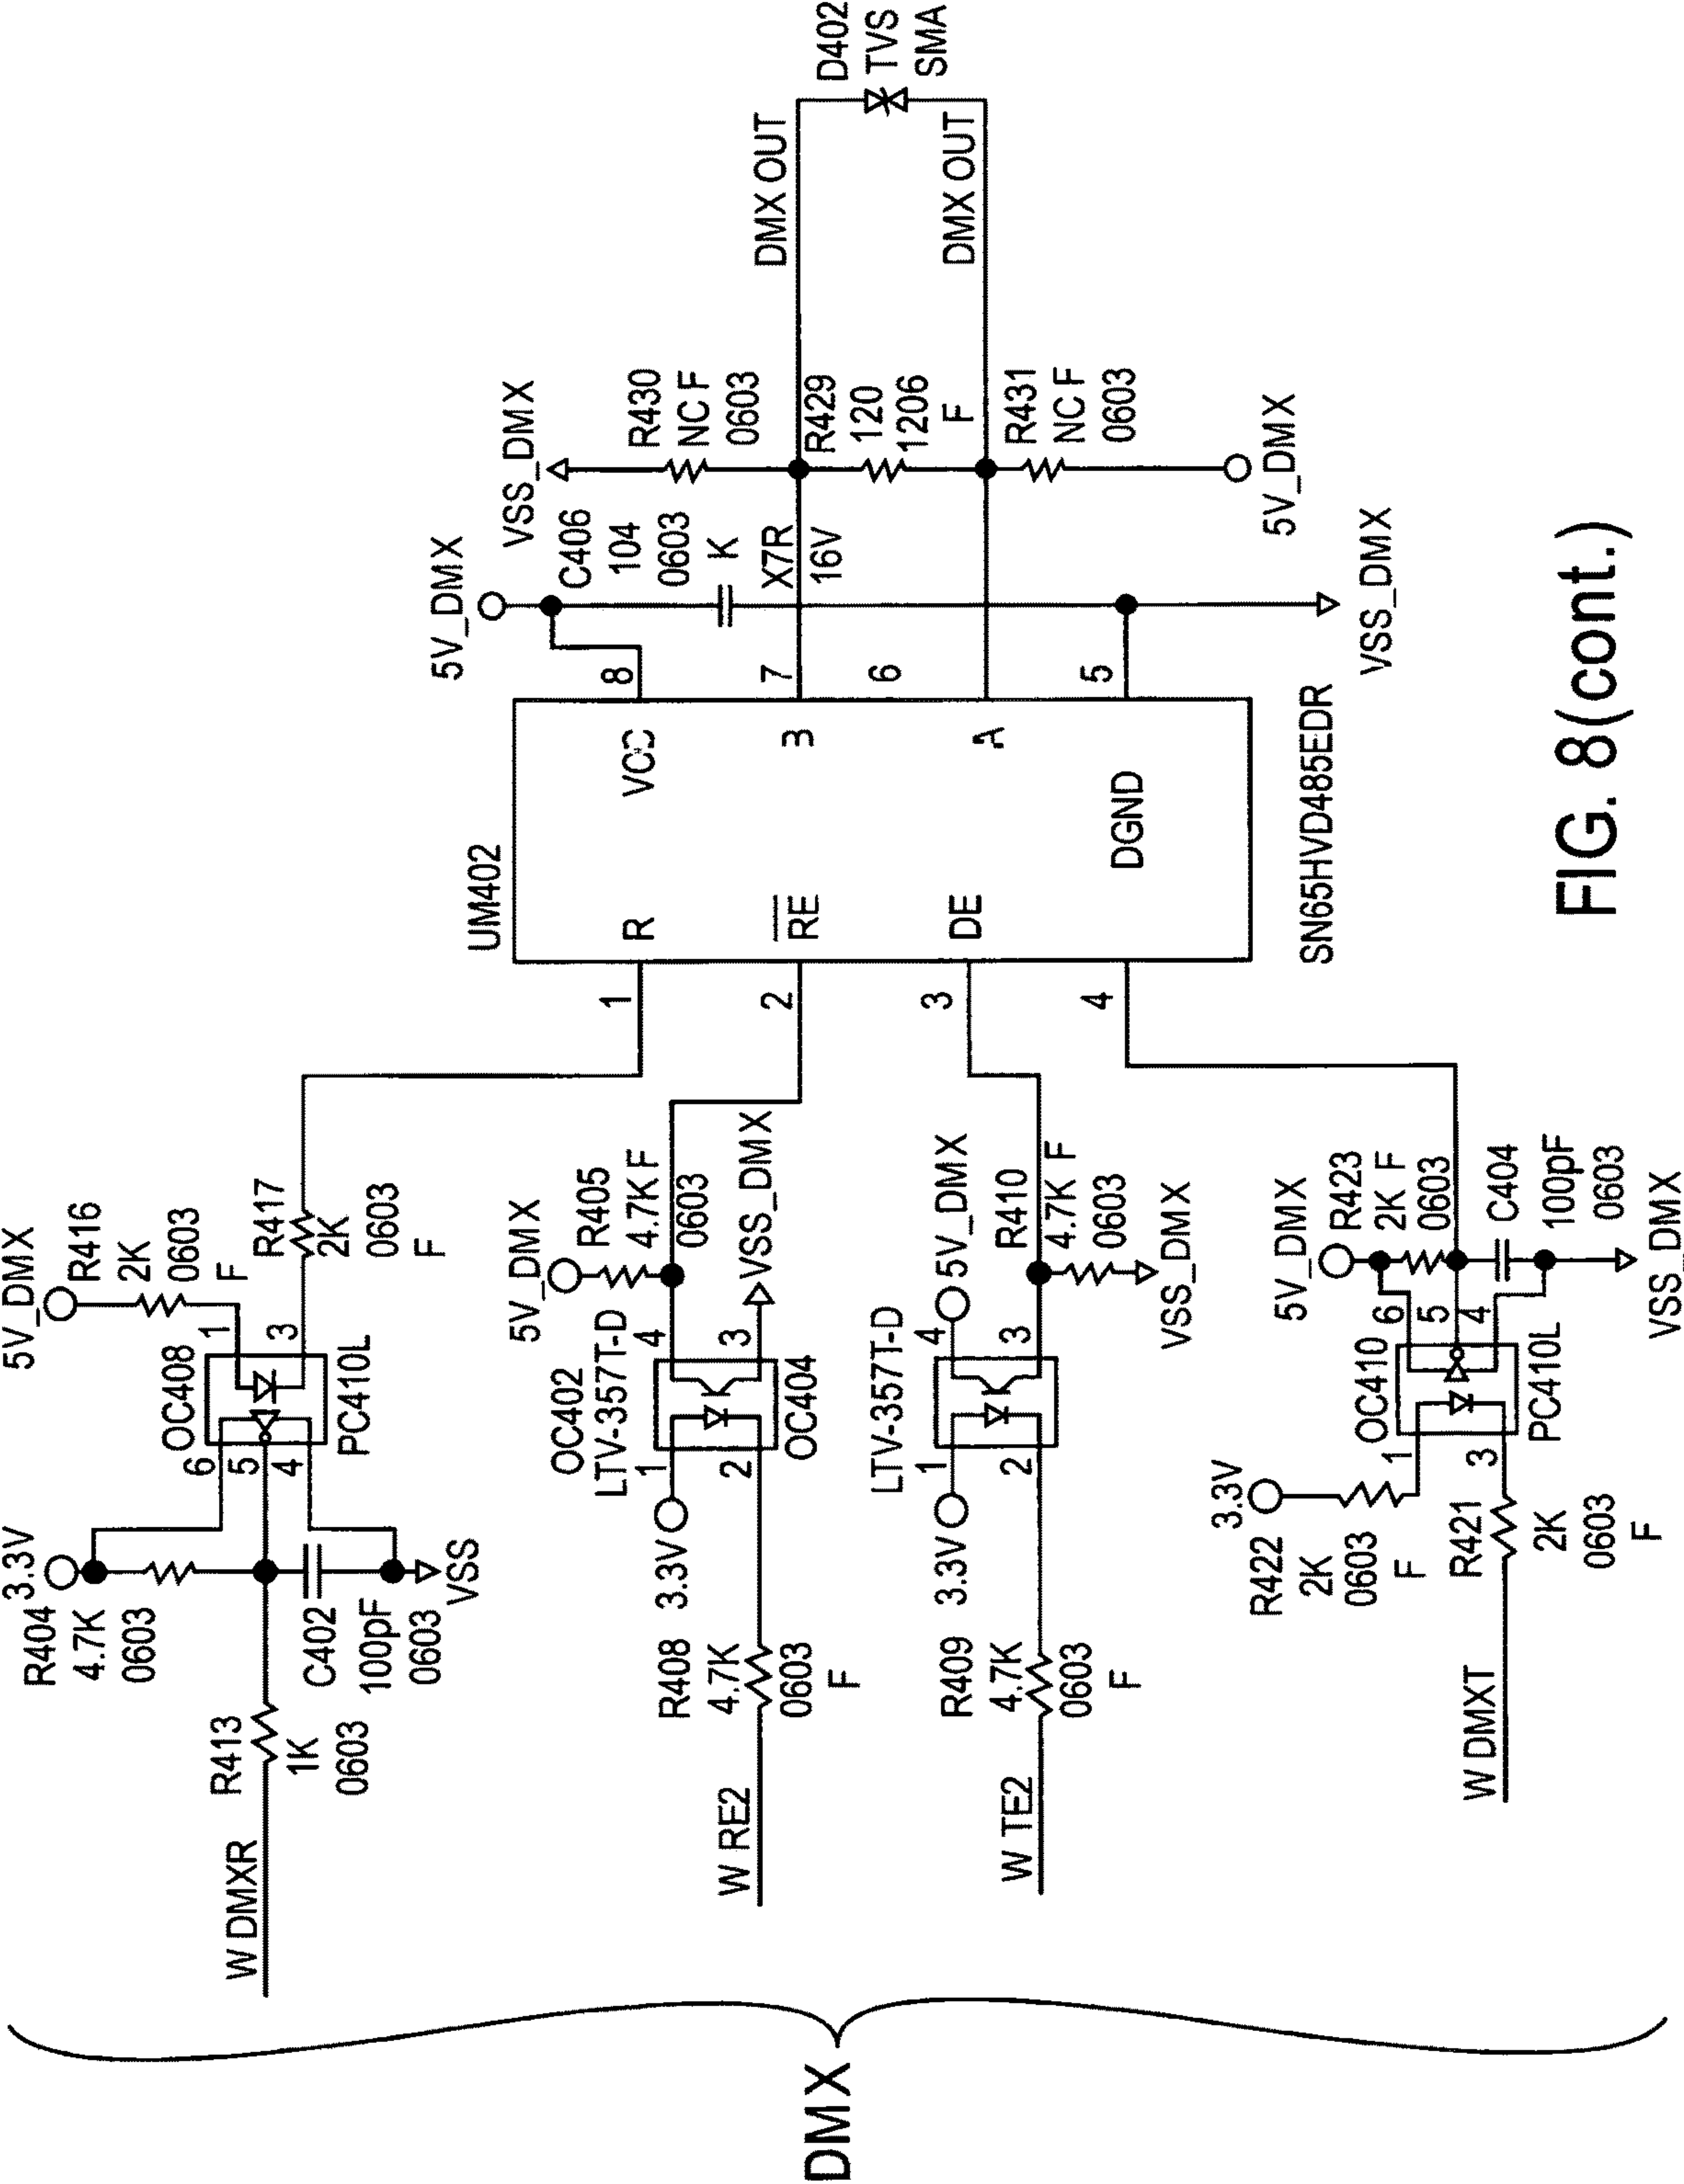 DMX
W DMXR
R413
1K
0603
3.3V
R404
4.7K
0603
C402
100pF
0603
VSS
6
5
4
OC408
PC410L
1
3
5V_DMX
R416
2K
0603
F
R417
2K
0603
F
W RE2
R408
4.7K
0603
F
3.3V
1
2
OC402
LTV-357T-D
4
3
OC404
5V_DMX
R405
4.7K F
0603
VSS_DMX
W TE2
R409
4.7K
0603
F
3.3V
1
2
LTV-357T-D
4
3
5V_DMX
R410
4.7K F
0603
VSS_DMX
W DMXT
R421
2K
0603
F
3.3V
R422
2K
0603
F
1
3
OC410
PC410L
6
5
4
5V_DMX
R423
2K F
0603
C404
100pF
0603
VSS_DMX
1
2
3
4
UM402
R
RE
DE
VCC
B
A
DGND
SN65HVD485EDR
8
7
6
5
5V_DMX
C406
104
0603
K
X7R
16V
VSS_DMX
VSS_DMX
R430
NC F
0603
R429
120
1206
F
R431
NC F
0603
5V_DMX
DMX OUT
DMX OUT
D402
TVS
SMA
FIG. 8(cont.)